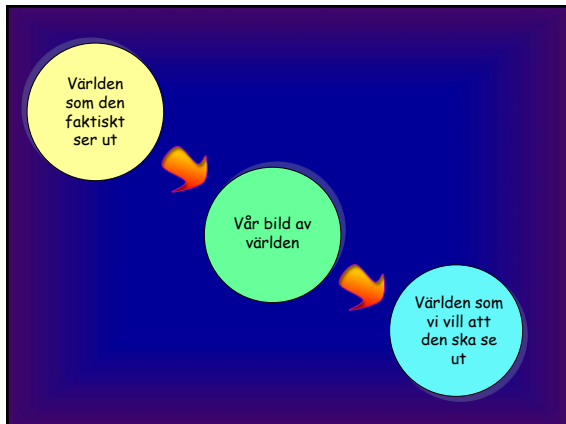 Världen
som den
faktiskt
ser ut
Vår bild av
världen
Världen som
vi vill att
den ska se
ut